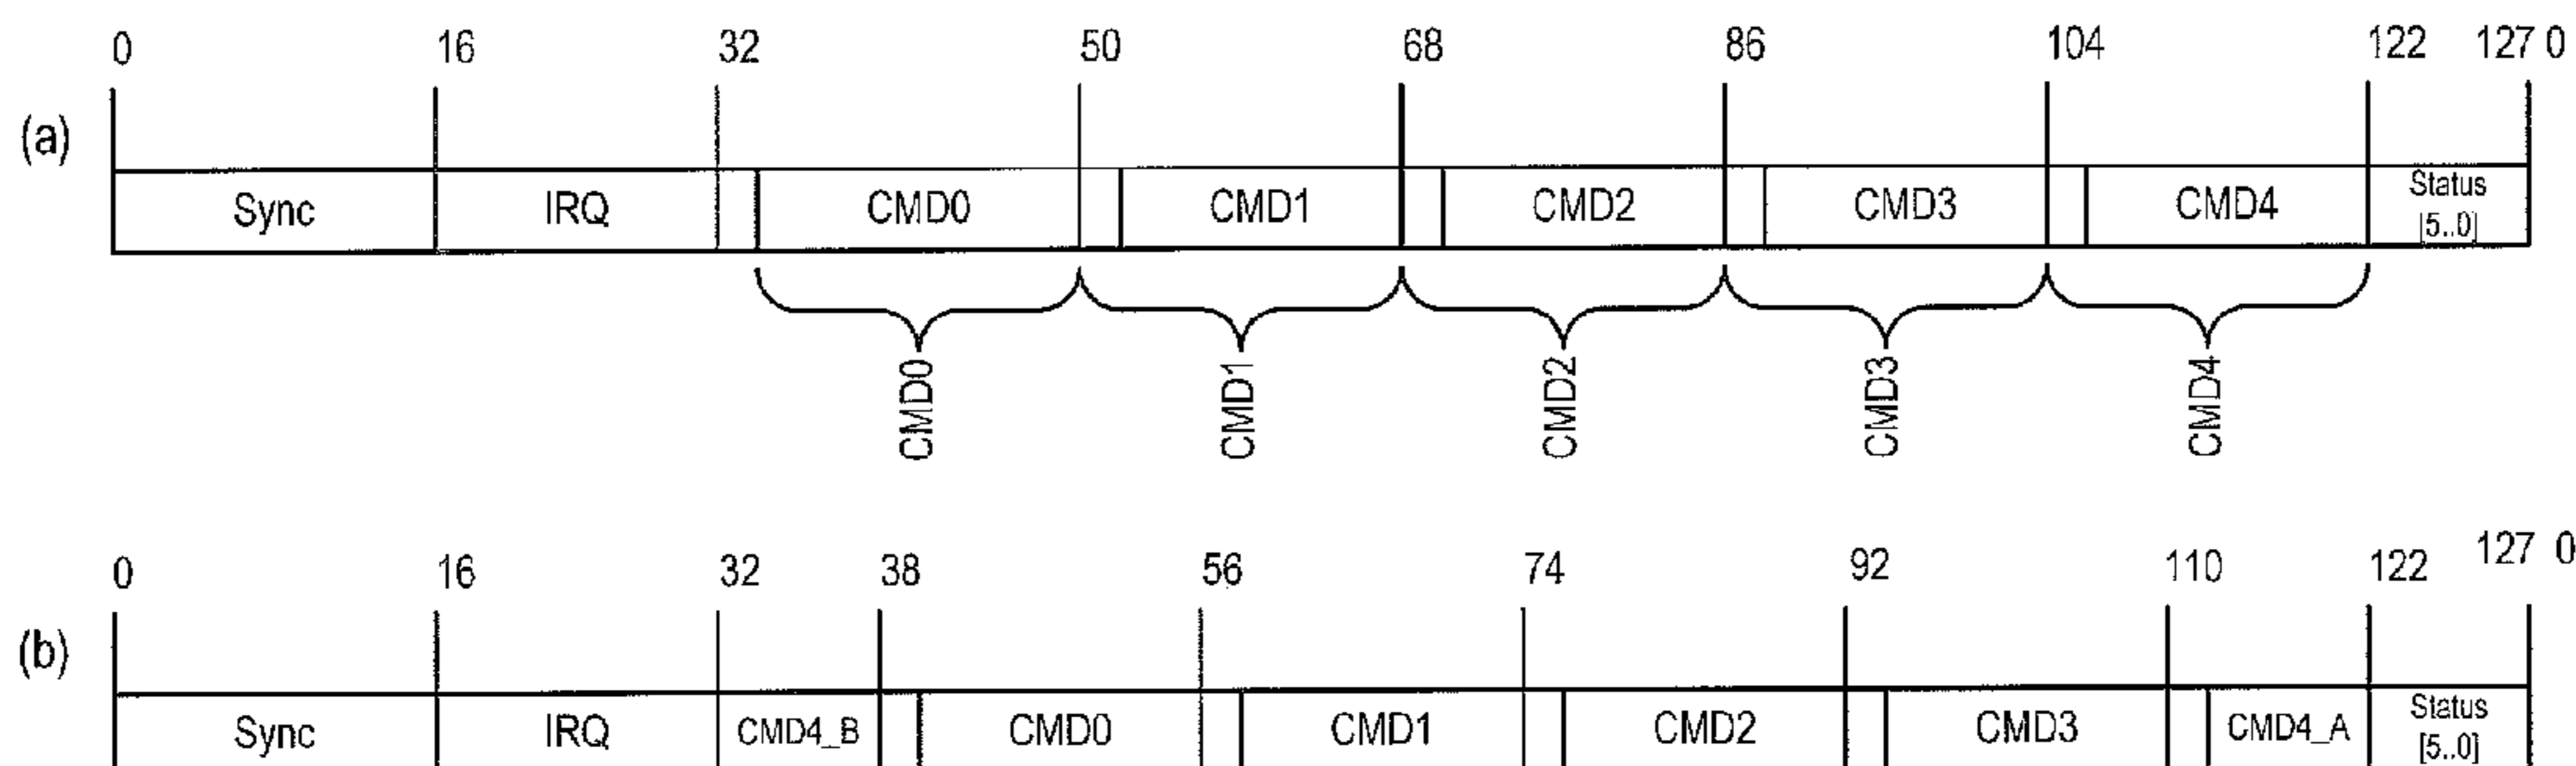 0 16 32 50 68 86 104 122 127 0
(a)
Sync IRQ CMD0 CMD1 CMD2 CMD3 CMD4 Status
[5..0]
CMD0 CMD1 CMD2 CMD3 CMD4
0 16 32 38 56 74 92 110 122 127 0
(b)
Sync IRQ CMD4_B CMD0 CMD1 CMD2 CMD3 CMD4_A Status
[5..0]